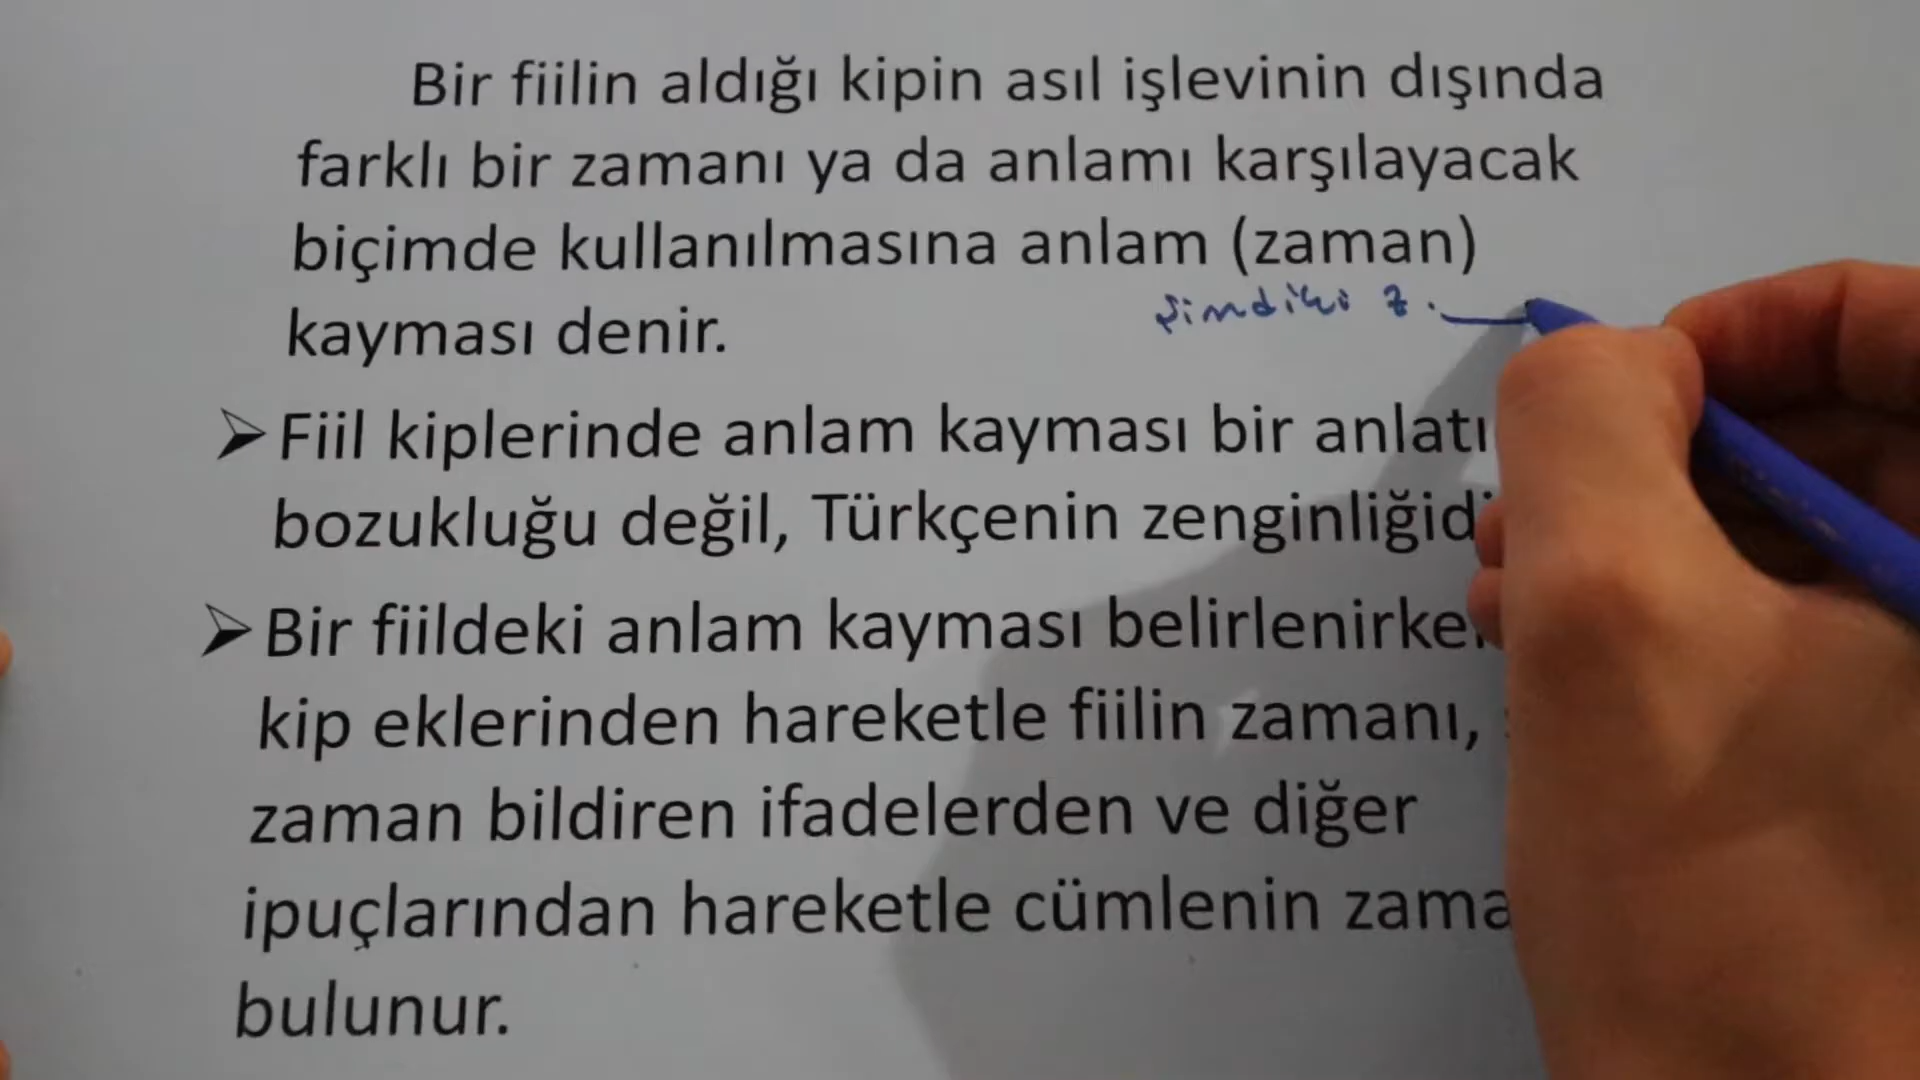 Bir fiilin aldığı kipin asıl işlevinin dışında
farklı bir zamanı ya da anlamı karşılayacak
biçimde kullanılmasına anlam (zaman)
şimdiki z.
kayması denir.
➢ Fiil kiplerinde anlam kayması bir anlatı
bozukluğu değil, Türkçenin zenginliğidi
➢ Bir fiildeki anlam kayması belirlenirke
kip eklerinden hareketle fiilin zamanı,
zaman bildiren ifadelerden ve diğer
ipuçlarından hareketle cümlenin zama
bulunur.